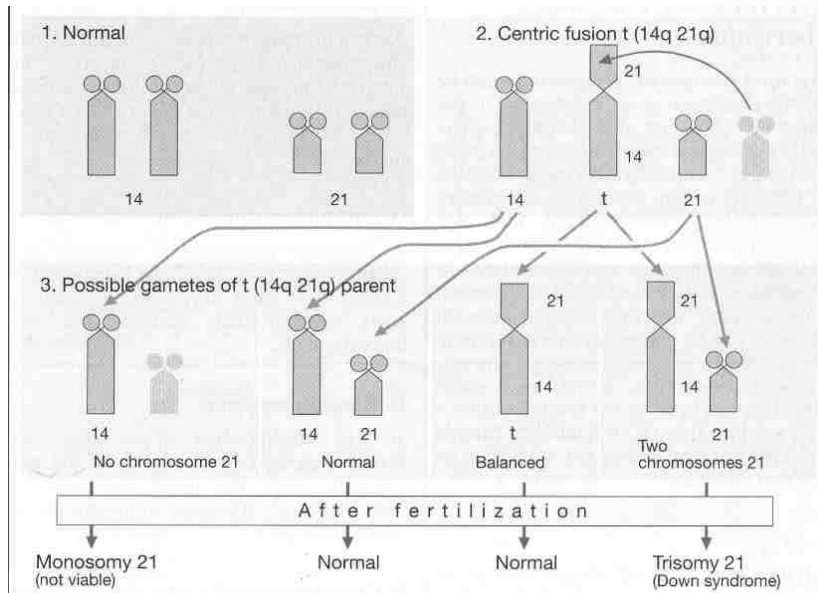 1. Normal
14
21
2. Centric fusion t (14q 21q)
21
14
14
t
21
3. Possible gametes of t (14q 21q) parent
14
No chromosome 21
14
21
Normal
21
14
t
Balanced
21
14
21
Two
chromosomes 21
After fertilization
Monosomy 21
(not viable)
Normal
Normal
Trisomy 21
(Down syndrome)